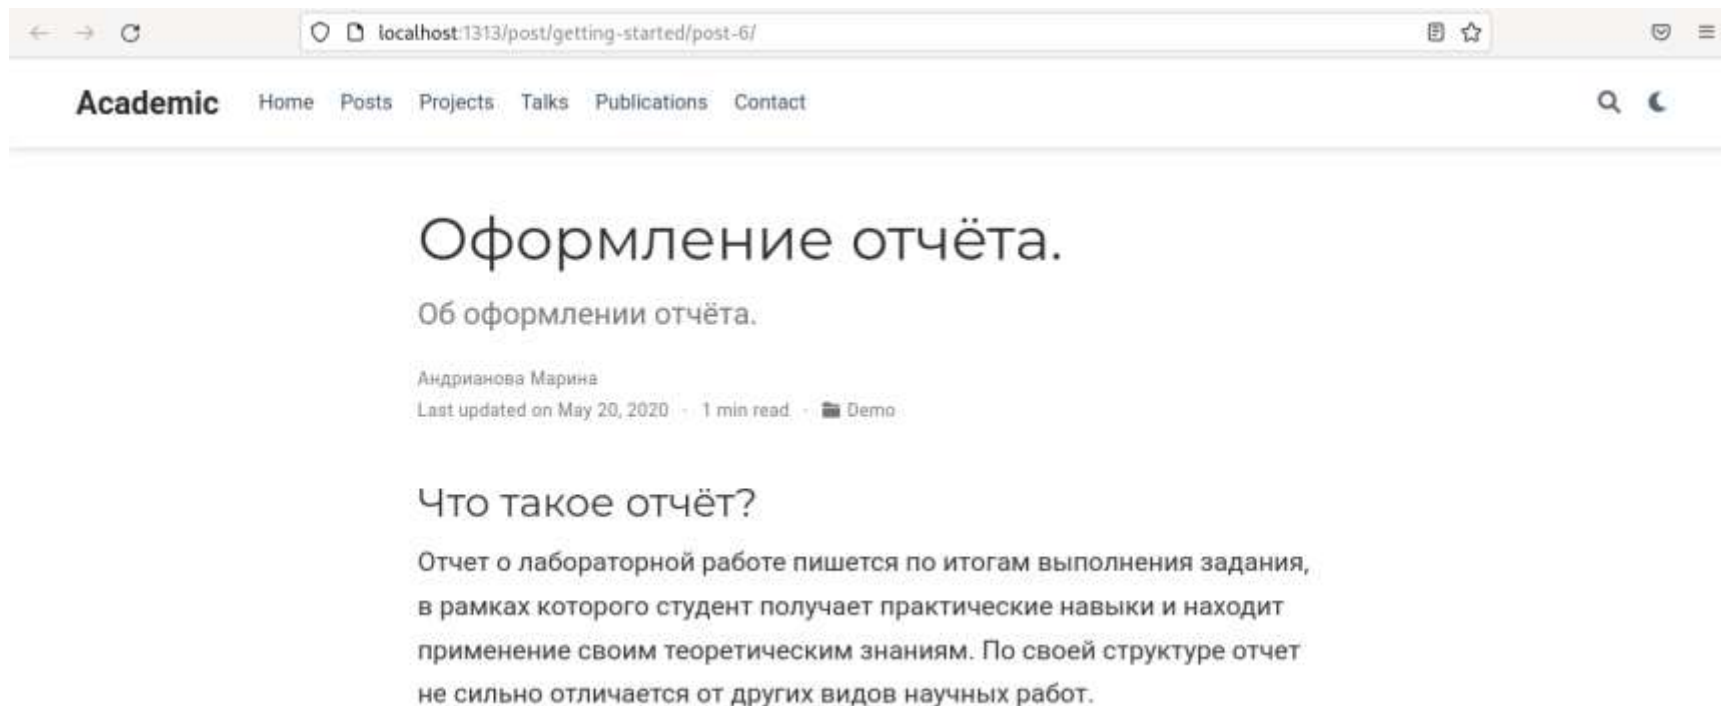 localhost:1313/post/getting-started/post-6/
Academic Home Posts Projects Talks Publications Contact
Оформление отчёта.
Об оформлении отчёта.
Андрианова Марина
Last updated on May 20, 2020 · 1 min read · Demo
Что такое отчёт?
Отчет о лабораторной работе пишется по итогам выполнения задания,
в рамках которого студент получает практические навыки и находит
применение своим теоретическим знаниям. По своей структуре отчет
не сильно отличается от других видов научных работ.